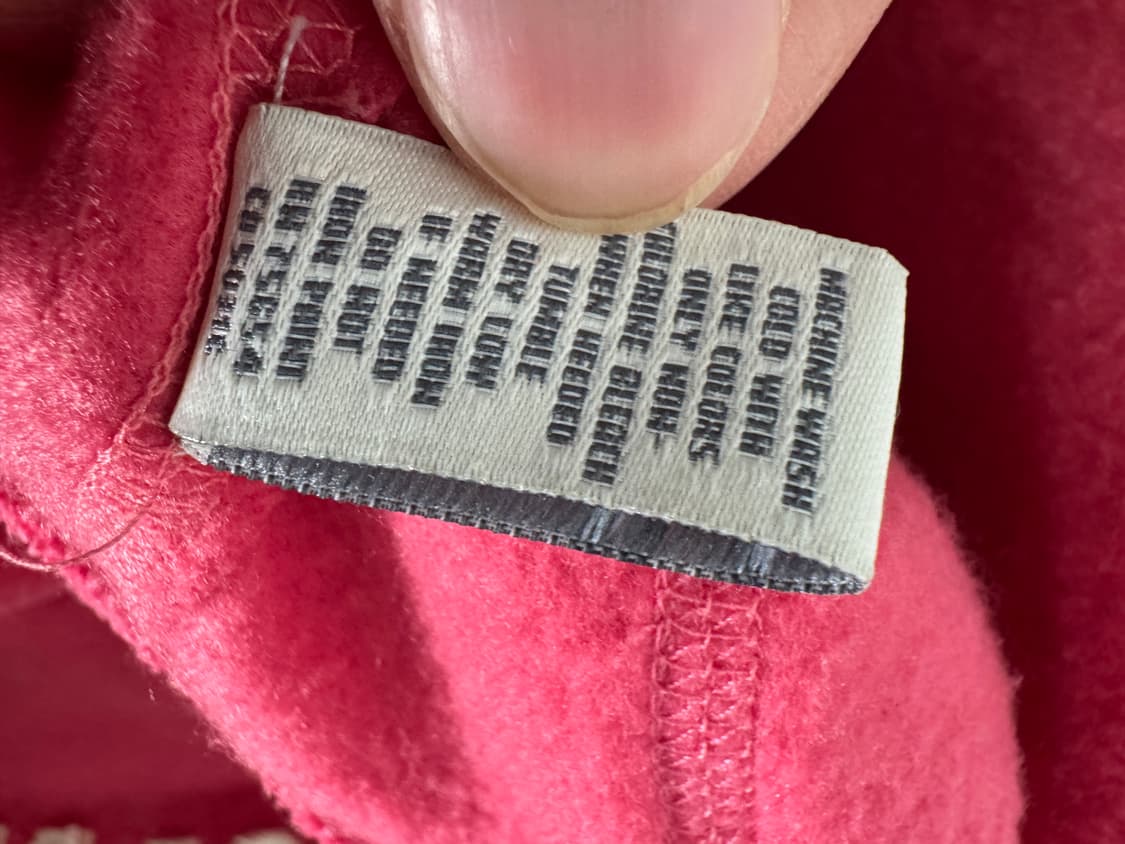 MACHINE WASH
COLD WITH
LIKE COLORS
ONLY NON-
CHLORINE BLEACH
WHEN NEEDED
TUMBLE
DRY LOW
WARM IRON
IF NEEDED
DO NOT
IRON PRINT